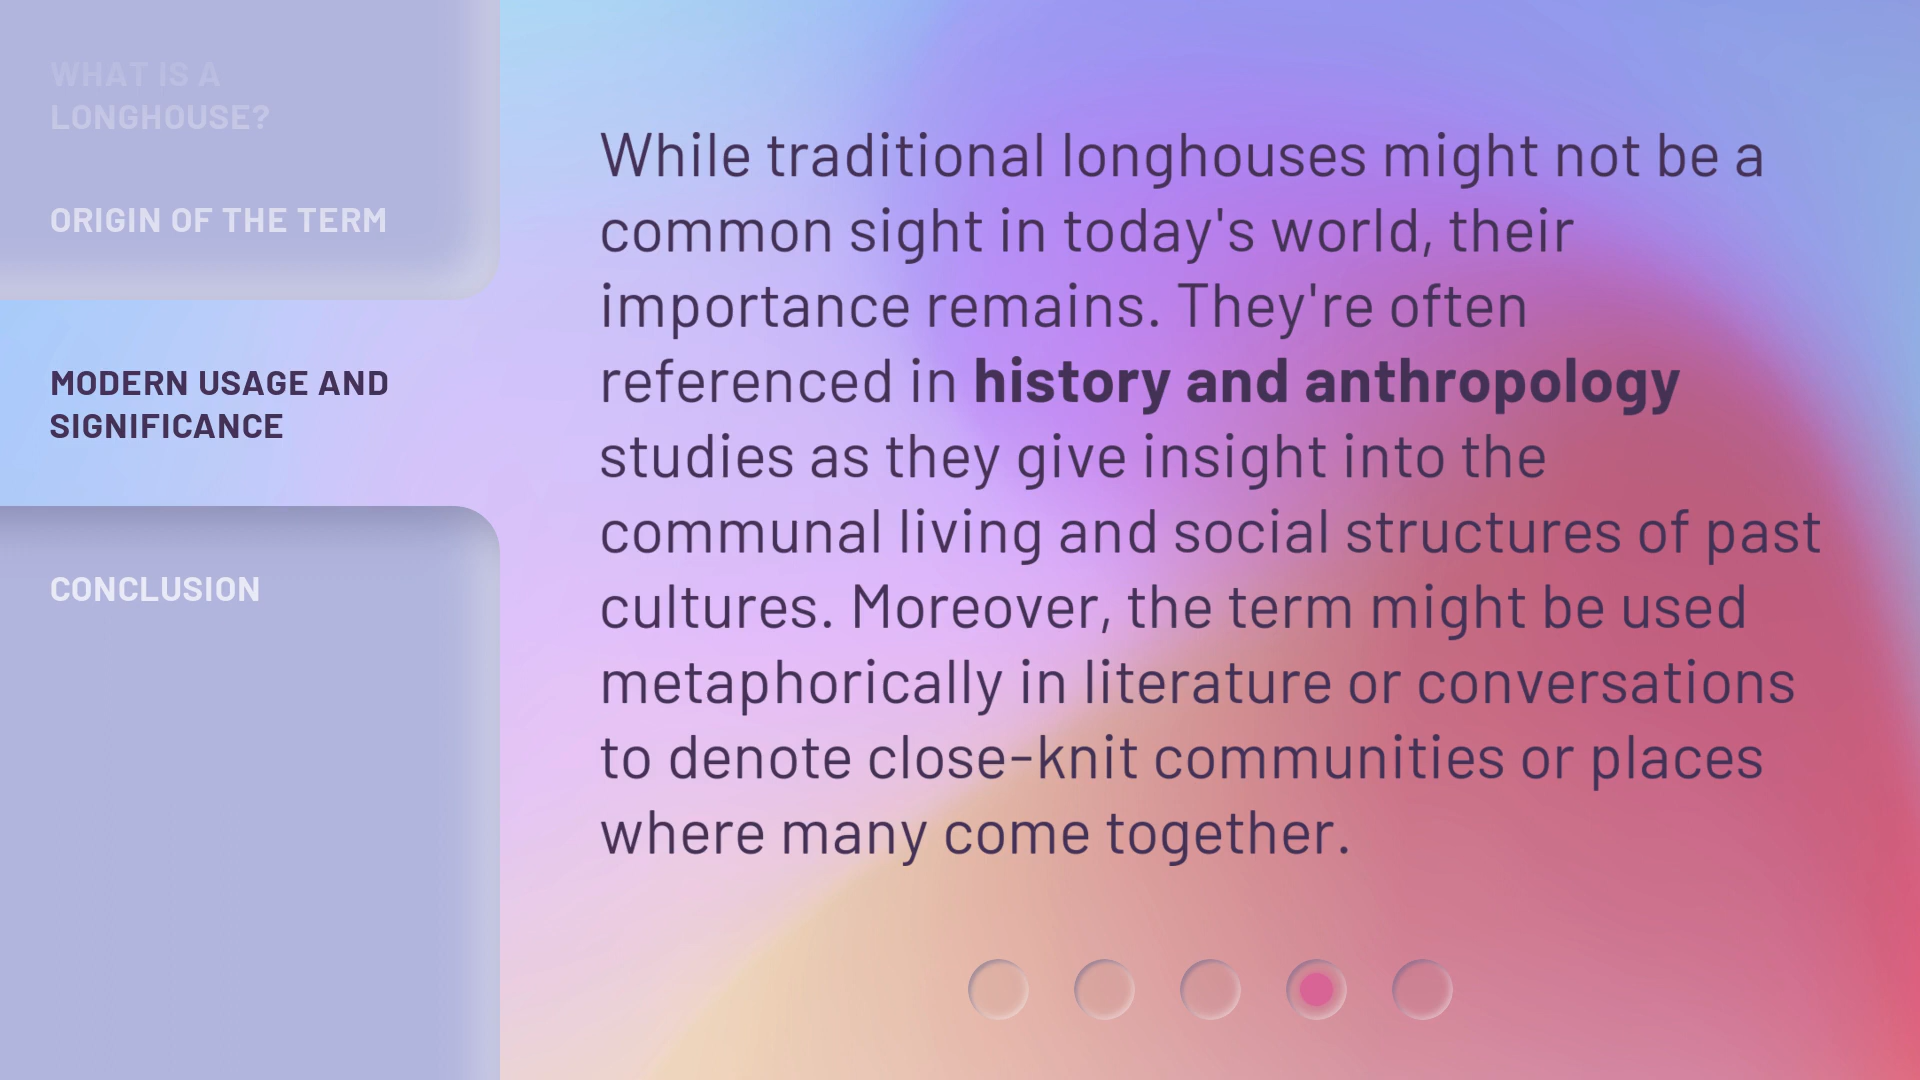 WHAT IS A
LONGHOUSE?
ORIGIN OF THE TERM
MODERN USAGE AND
SIGNIFICANCE
CONCLUSION
While traditional longhouses might not be a
common sight in today's world, their
importance remains. They're often
referenced in history and anthropology
studies as they give insight into the
communal living and social structures of past
cultures. Moreover, the term might be used
metaphorically in literature or conversations
to denote close-knit communities or places
where many come together.